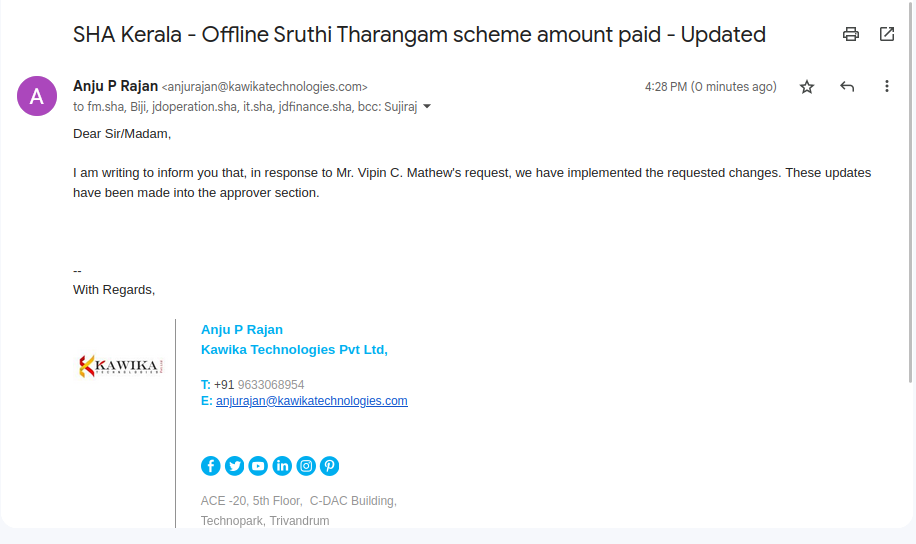 SHA Kerala - Offline Sruthi Tharangam scheme amount paid - Updated
A
Anju P Rajan <anjurajan@kawikatechnologies.com>
4:28 PM (0 minutes ago)
to fm.sha, Biji, jdoperation.sha, it.sha, jdfinance.sha, bcc: Sujiraj
Dear Sir/Madam,
I am writing to inform you that, in response to Mr. Vipin C. Mathew's request, we have implemented the requested changes. These updates
have been made into the approver section.
--
With Regards,
KAWIKA
TECHNOLOGIES
Anju P Rajan
Kawika Technologies Pvt Ltd,
T: +91 9633068954
E: anjurajan@kawikatechnologies.com
ACE -20, 5th Floor,  C-DAC Building,
Technopark, Trivandrum